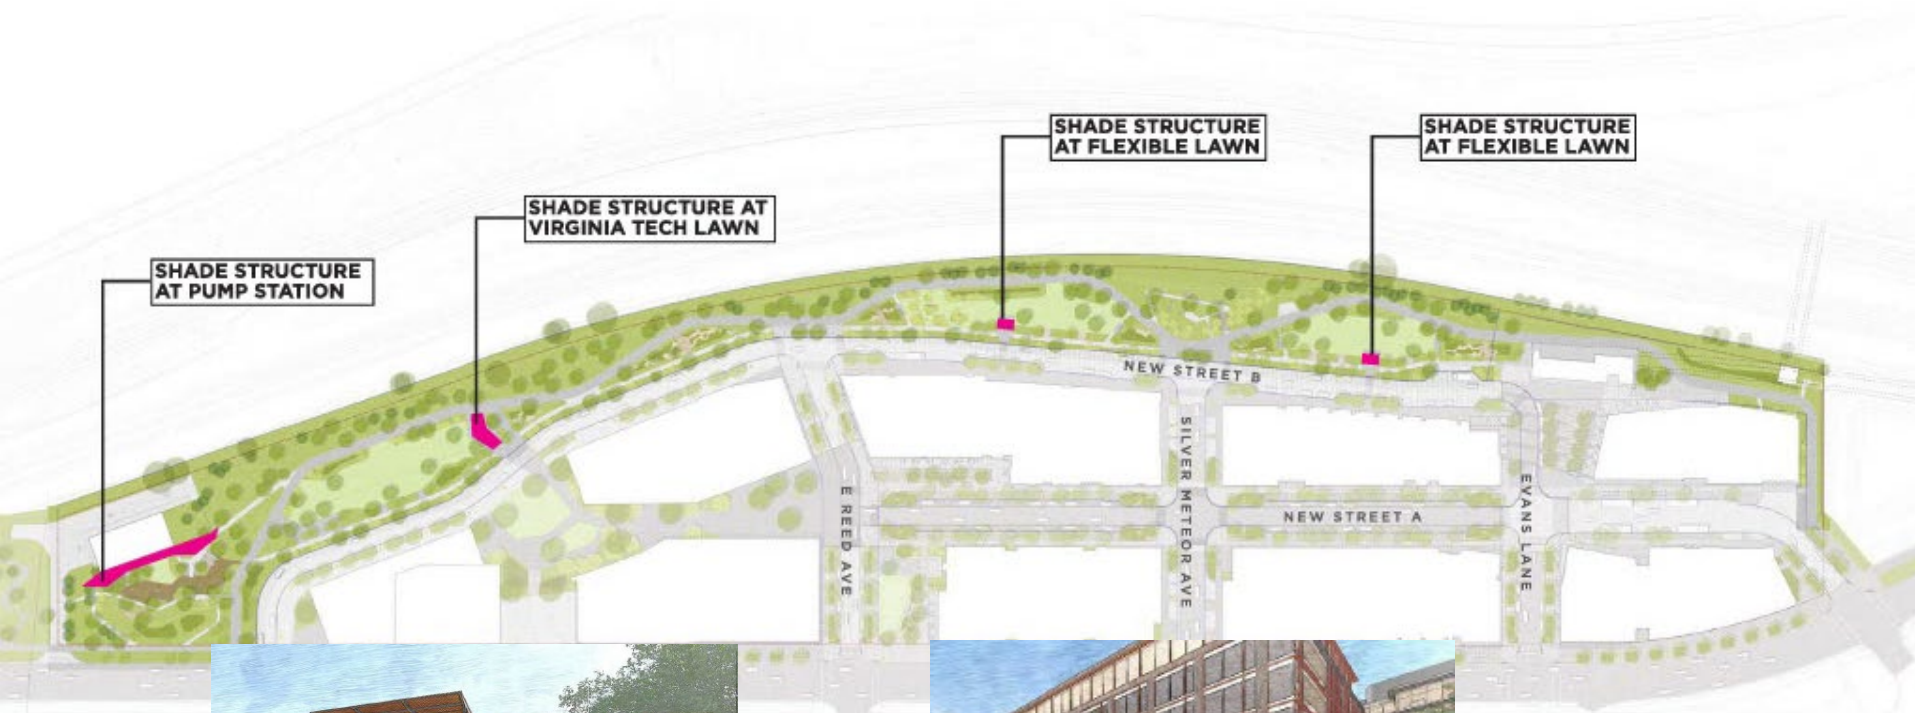 SHADE STRUCTURE
AT FLEXIBLE LAWN
SHADE STRUCTURE
AT FLEXIBLE LAWN
SHADE STRUCTURE AT
VIRGINIA TECH LAWN
SHADE STRUCTURE
AT PUMP STATION
NEW STREET B
E REED AVE
SILVER METEOR AVE
NEW STREET A
EVANS LANE